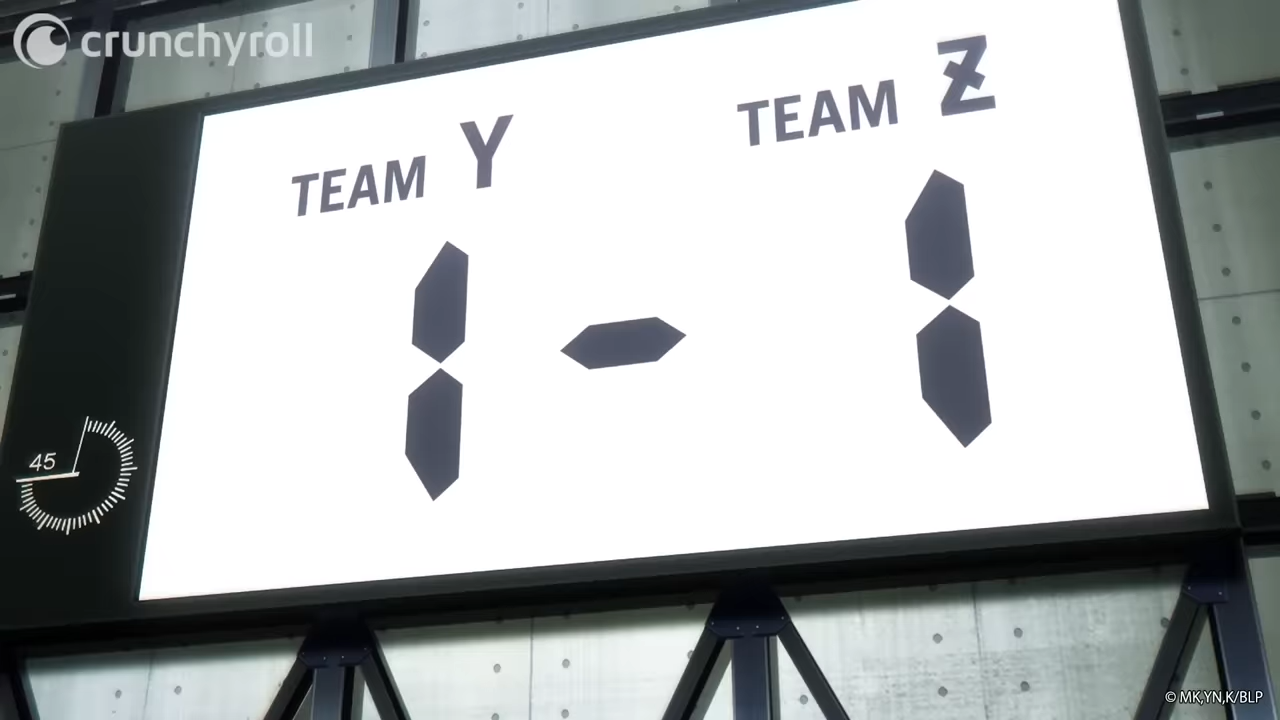 crunchyroll
TEAM Y
TEAM Z
1 - 1
45
© MK,YN,K/BLP